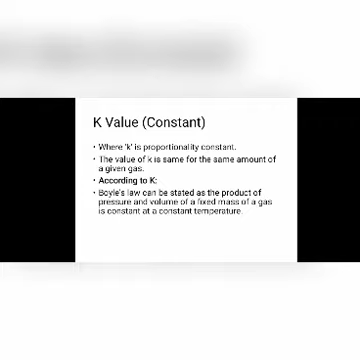 K Value (Constant)
• Where 'k' is proportionality constant.
• The value of k is same for the same amount of
a given gas.
• According to K:
• Boyle's law can be stated as the product of
pressure and volume of a fixed mass of a gas
is constant at a constant temperature.